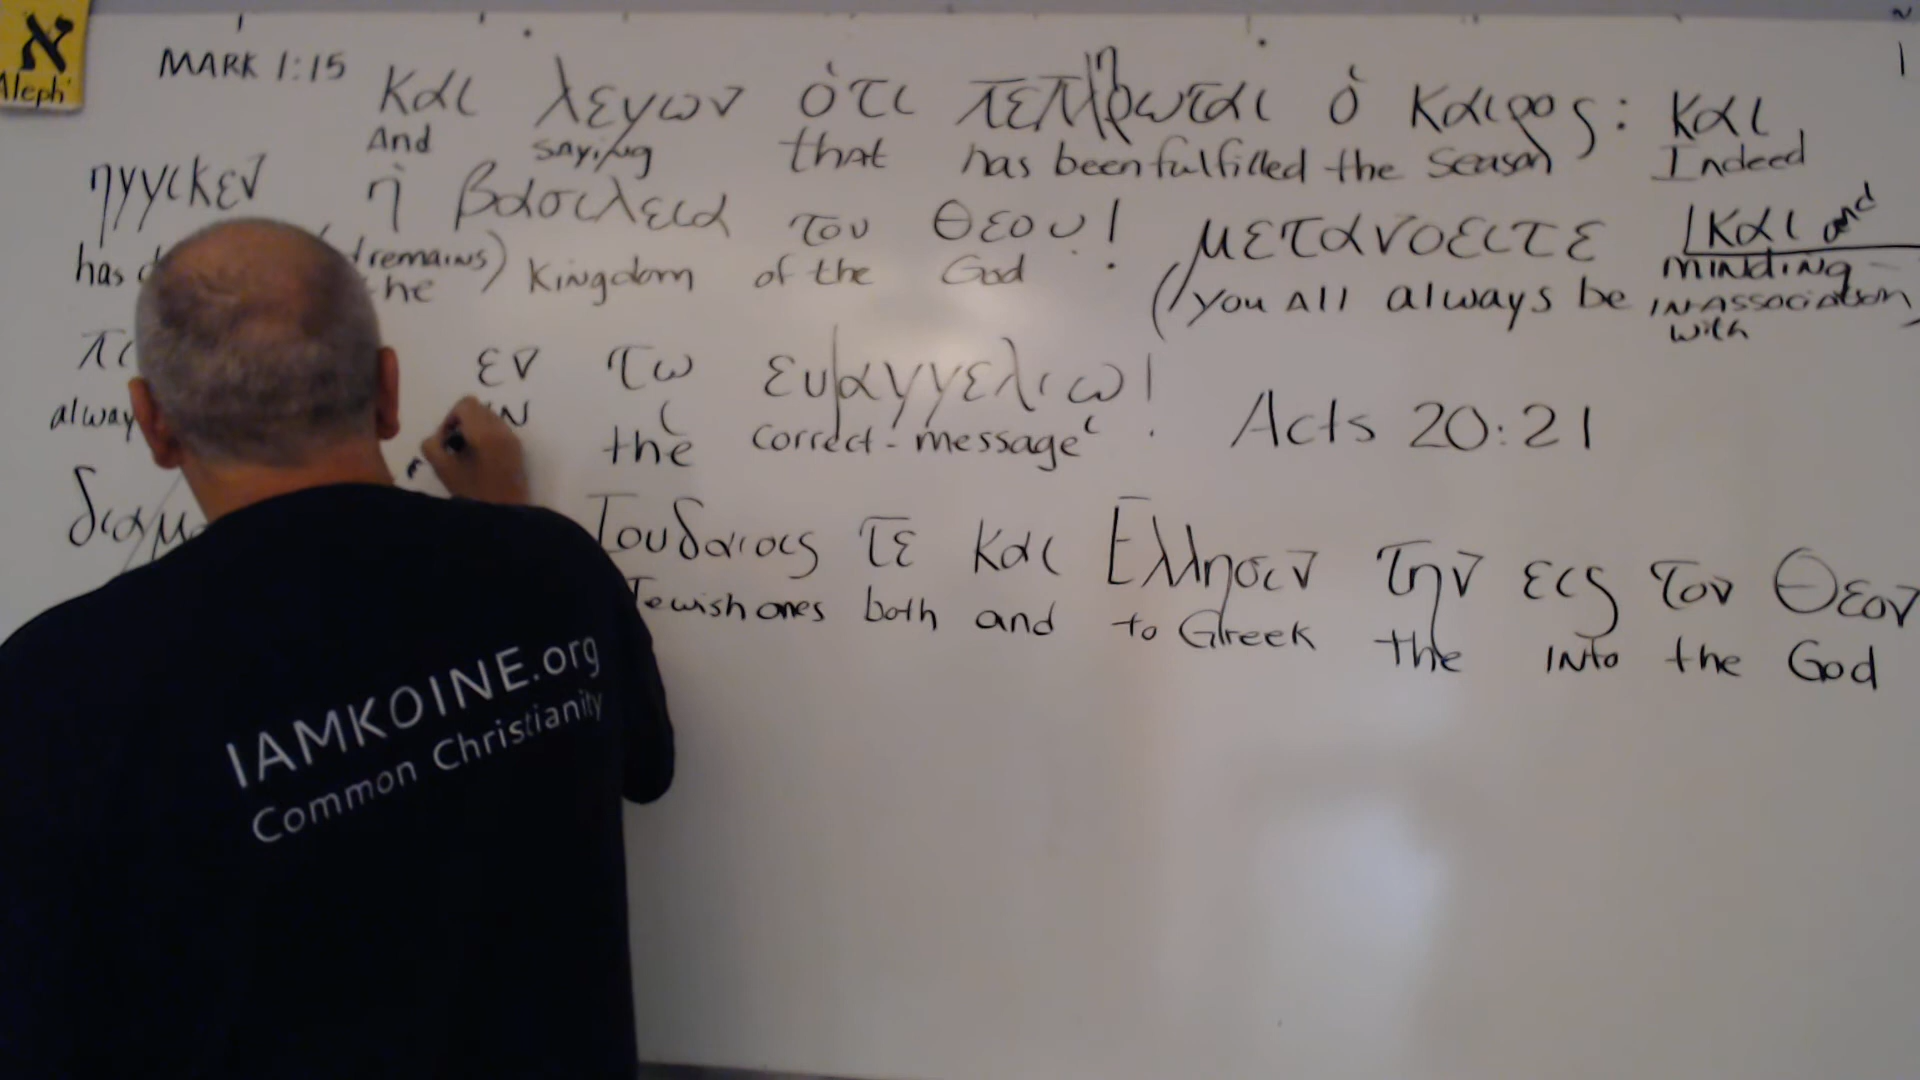 א
Aleph
MARK 1:15
και λεγων ὁτι πεπληρωται ὁ καιρος: και
And saying that has been fulfilled the season Indeed
ηγγικεν ἡ βασιλεια του Θεου! μετανοειτε και and
has (remains) the Kingdom of the God (you all always be minding in-association with
εν τω ευαγγελιω!
always in the correct-message Acts 20:21
Ιουδαιοις τε και Ελλησιν την εις τον Θεον
Jewish ones both and to Greek the into the God
IAMKOINE.org
Common Christianity